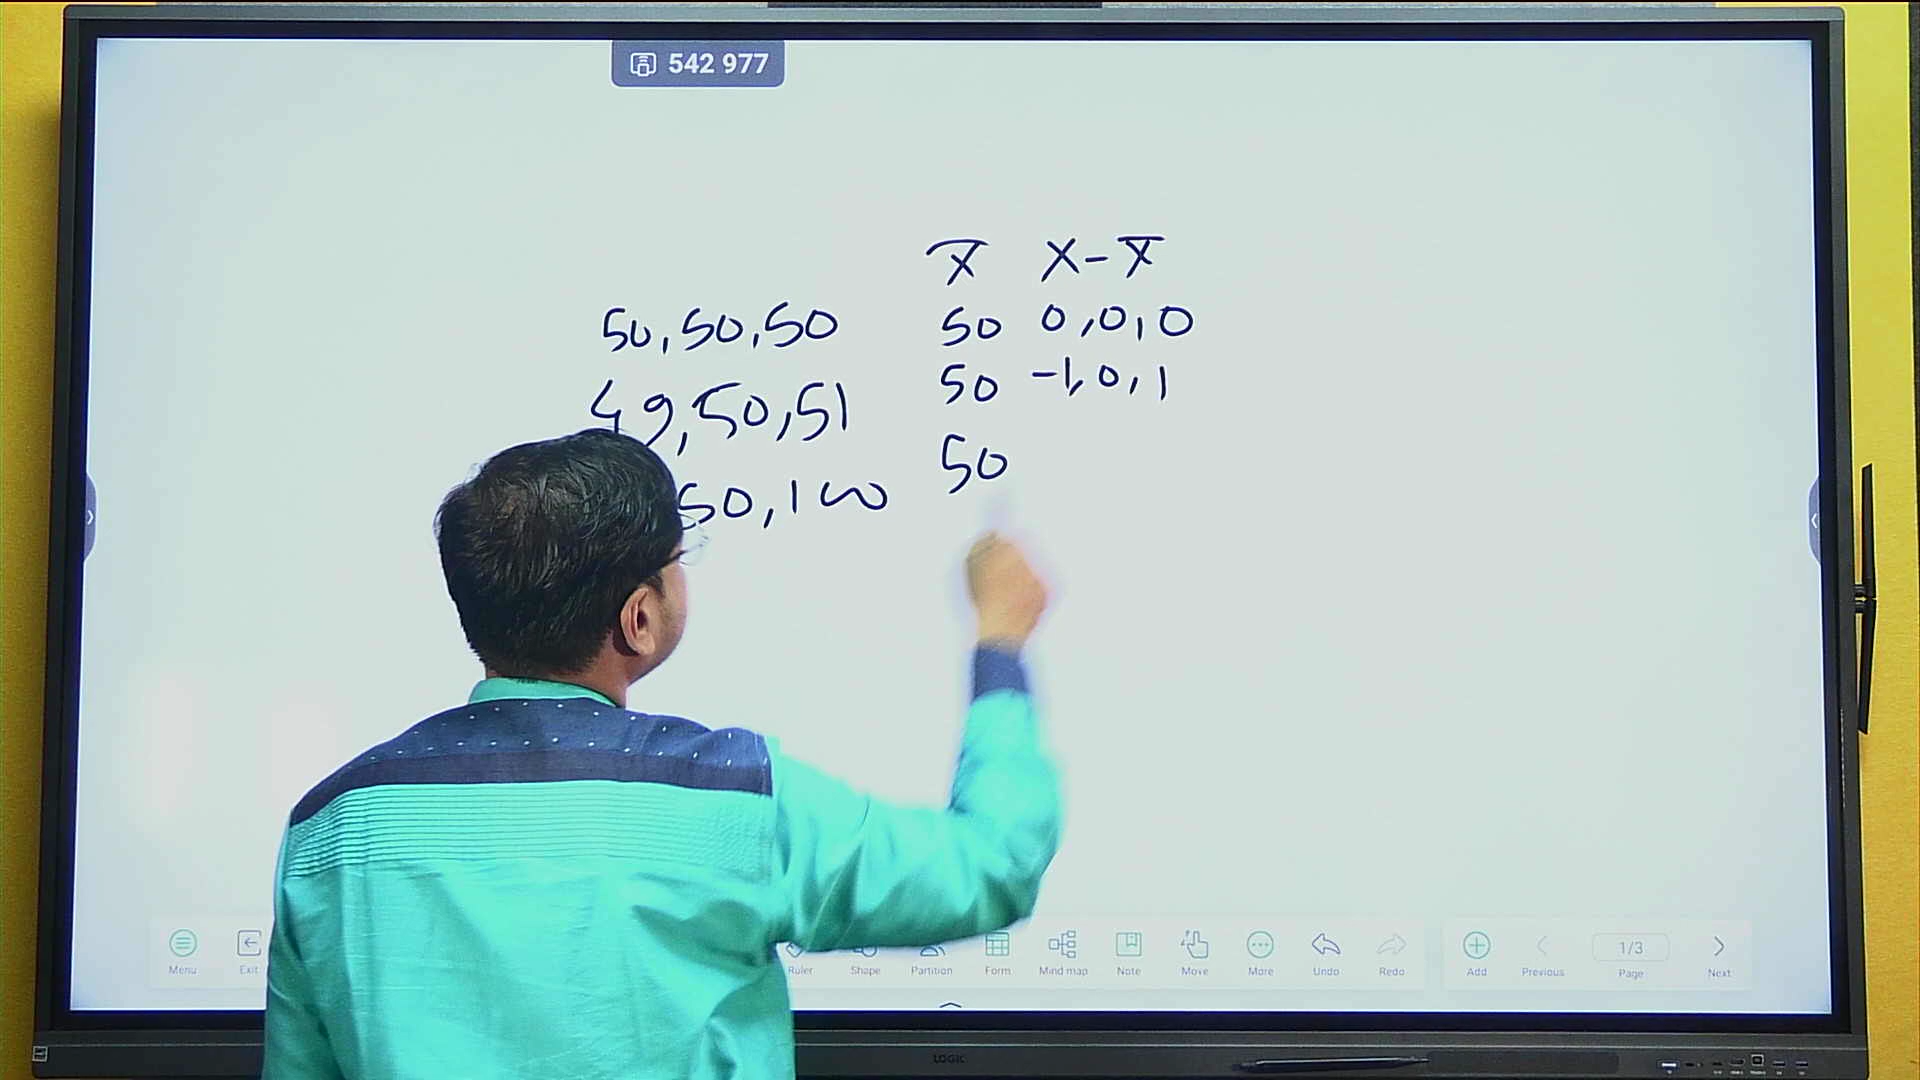 542 977
X̄ X - X̄
50, 50, 50 50 0, 0, 0
49, 50, 51 50 -1, 0, 1
50, 100 50
Menu Exit Ruler Shape Partition Form Mind map Note Move More Undo Redo Add Previous 1/3 Page Next
LOGIC